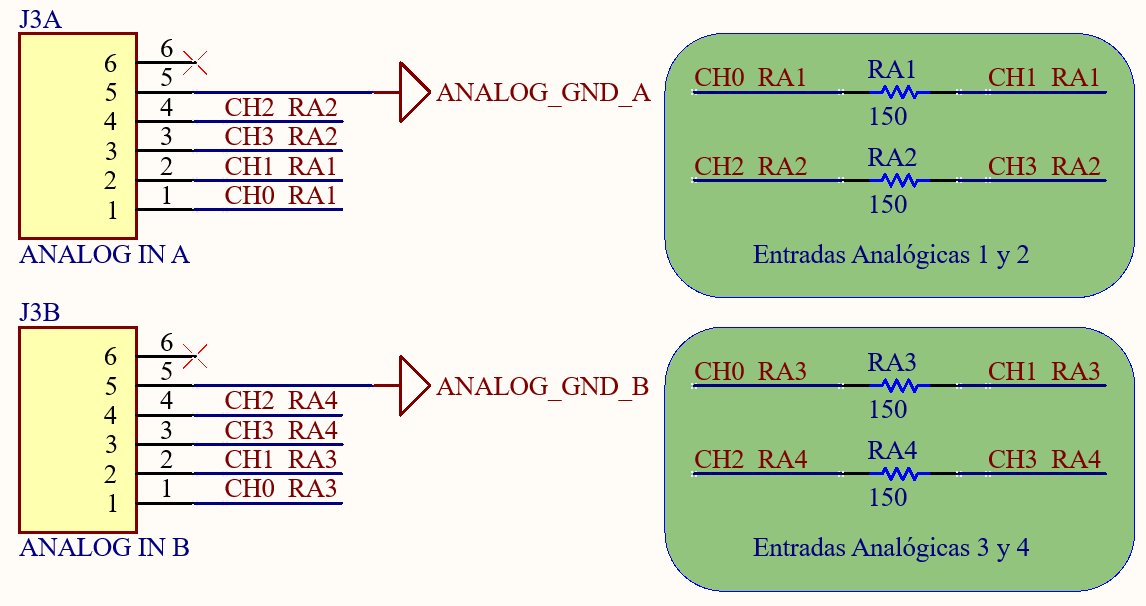 J3A
6 6
5 5 ANALOG_GND_A
4 4 CH2_RA2
3 3 CH3_RA2
2 2 CH1_RA1
1 1 CH0_RA1
ANALOG IN A
CH0_RA1 RA1 CH1_RA1
150
CH2_RA2 RA2 CH3_RA2
150
Entradas Analógicas 1 y 2
J3B
6 6
5 5 ANALOG_GND_B
4 4 CH2_RA4
3 3 CH3_RA4
2 2 CH1_RA3
1 1 CH0_RA3
ANALOG IN B
CH0_RA3 RA3 CH1_RA3
150
CH2_RA4 RA4 CH3_RA4
150
Entradas Analógicas 3 y 4